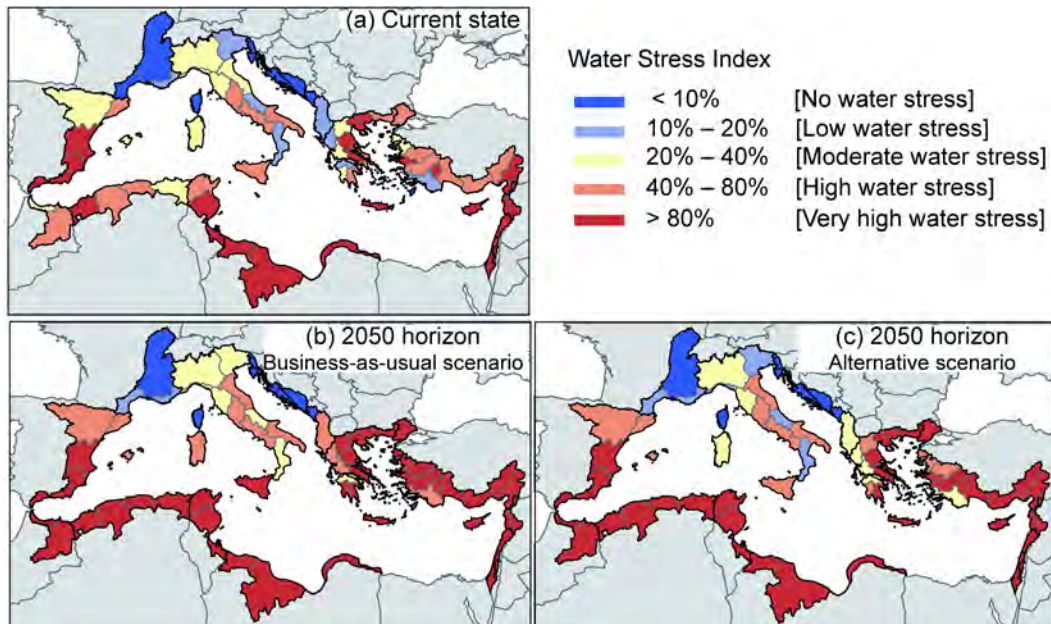 (a) Current state
Water Stress Index
< 10% [No water stress]
10% – 20% [Low water stress]
20% – 40% [Moderate water stress]
40% – 80% [High water stress]
> 80% [Very high water stress]
(b) 2050 horizon
Business-as-usual scenario
(c) 2050 horizon
Alternative scenario